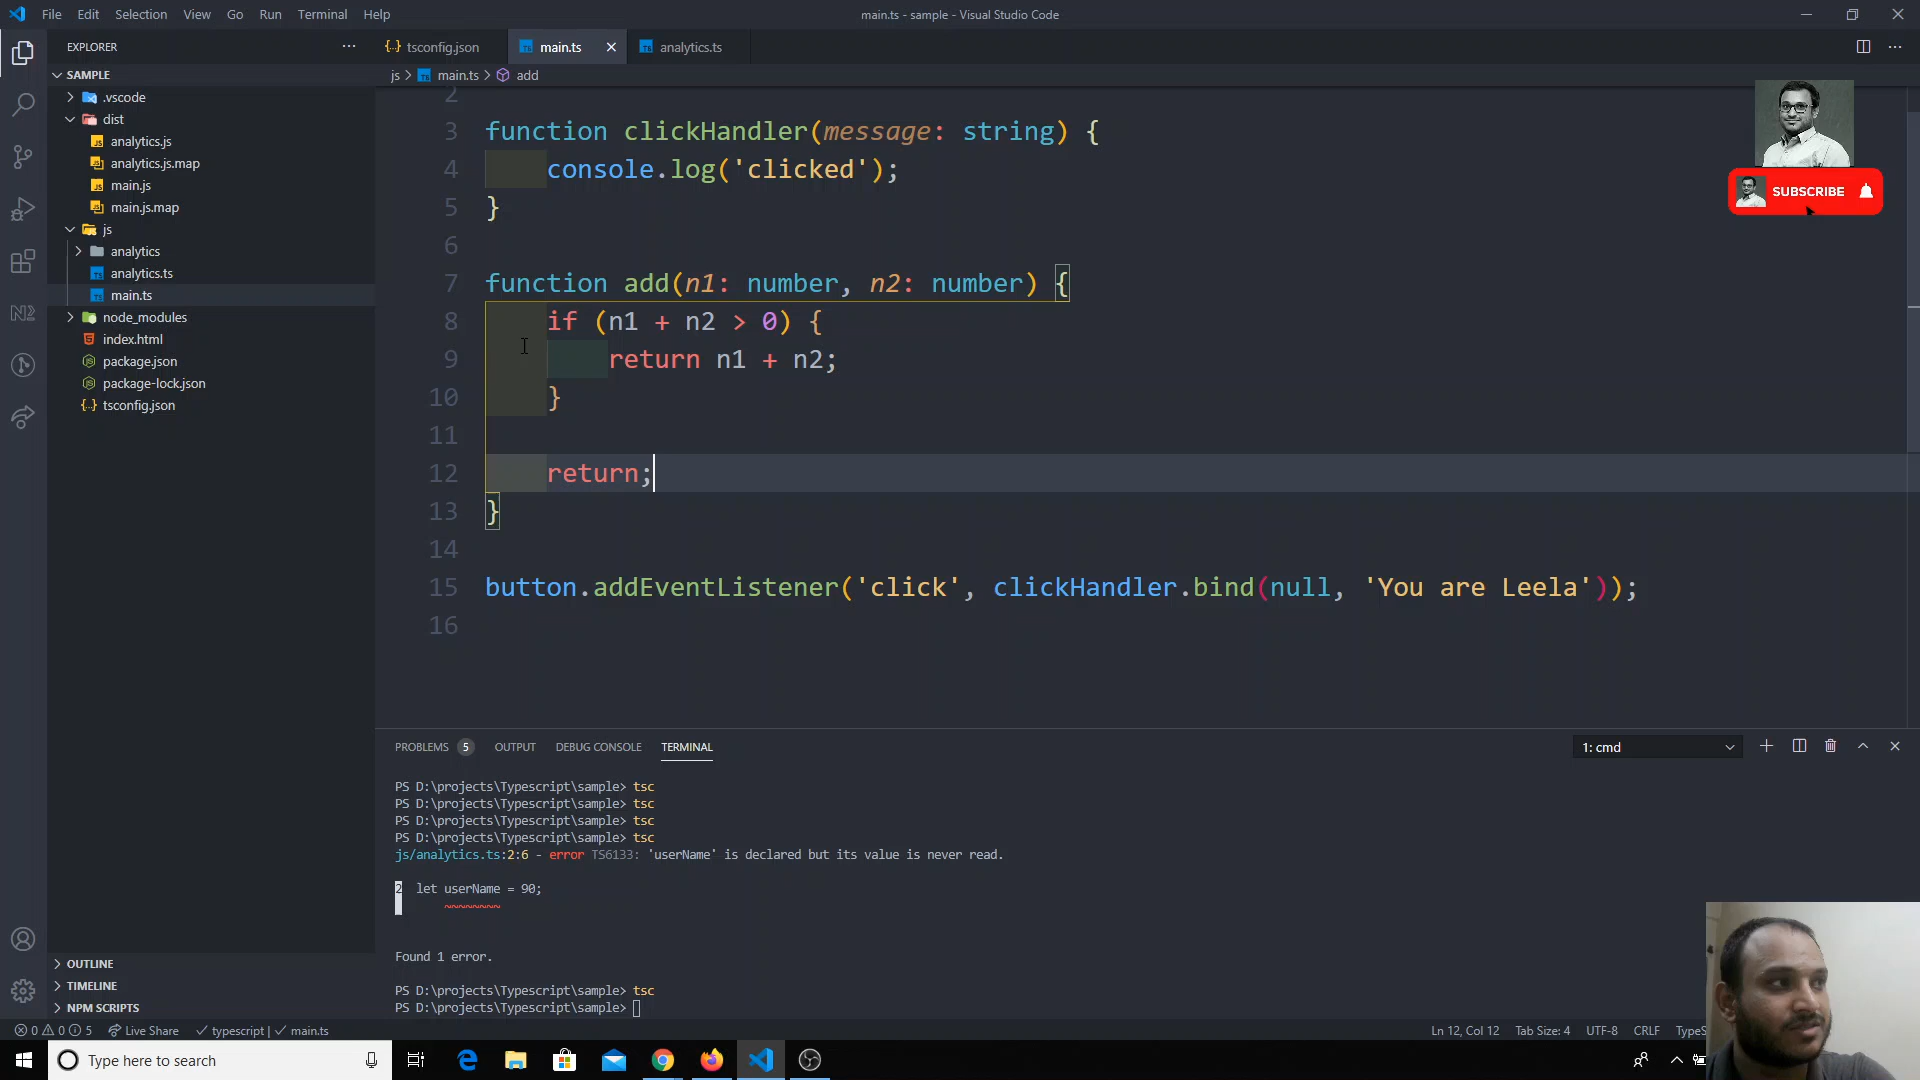 File Edit Selection View Go Run Terminal Help
main.ts - sample - Visual Studio Code
EXPLORER
tsconfig.json
main.ts
analytics.ts
SAMPLE
js > main.ts > add
.vscode
dist
analytics.js
analytics.js.map
main.js
main.js.map
js
analytics
analytics.ts
main.ts
node_modules
index.html
package.json
package-lock.json
tsconfig.json
2
3 function clickHandler(message: string) {
4 console.log('clicked');
5 }
6
7 function add(n1: number, n2: number) {
8 if (n1 + n2 > 0) {
9 return n1 + n2;
10 }
11
12 return;
13 }
14
15 button.addEventListener('click', clickHandler.bind(null, 'You are Leela'));
16
SUBSCRIBE
PROBLEMS 5 OUTPUT DEBUG CONSOLE TERMINAL
1: cmd
PS D:\projects\Typescript\sample> tsc
PS D:\projects\Typescript\sample> tsc
PS D:\projects\Typescript\sample> tsc
PS D:\projects\Typescript\sample> tsc
js/analytics.ts:2:6 - error TS6133: 'userName' is declared but its value is never read.
2 let userName = 90;
~~~~~~~~
Found 1 error.
PS D:\projects\Typescript\sample> tsc
PS D:\projects\Typescript\sample>
OUTLINE
TIMELINE
NPM SCRIPTS
0 0 5 Live Share typescript | main.ts
Ln 12, Col 12 Tab Size: 4 UTF-8 CRLF TypeS
Type here to search